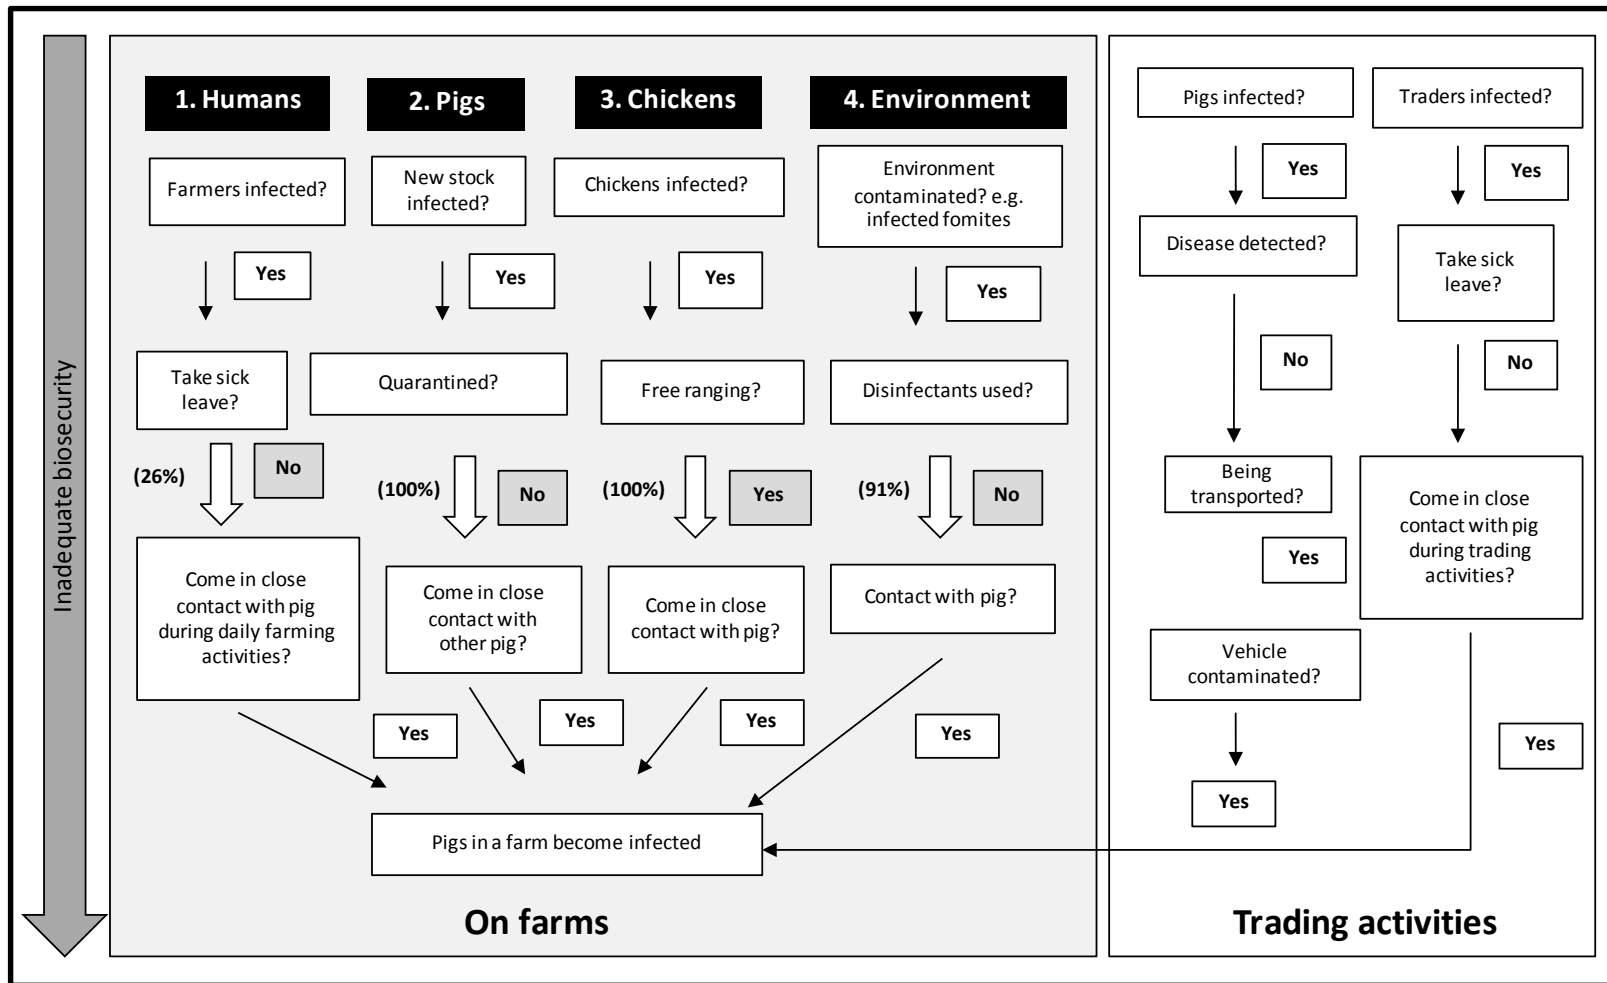 Inadequate biosecurity
1. Humans
2. Pigs
3. Chickens
4. Environment
Farmers infected?
New stock
infected?
Chickens infected?
Environment
contaminated? e.g.
infected fomites
Yes
Yes
Yes
Yes
Take sick
leave?
Quarantined?
Free ranging?
Disinfectants used?
(26%)
No
(100%)
No
(100%)
Yes
(91%)
No
Come in close
contact with pig
during daily farming
activities?
Come in close
contact with
other pig?
Come in close
contact with pig?
Contact with pig?
Yes
Yes
Yes
Yes
Pigs in a farm become infected
On farms
Pigs infected?
Traders infected?
Yes
Yes
Disease detected?
Take sick
leave?
No
No
Being
transported?
Come in close
contact with pig
during trading
activities?
Yes
Vehicle
contaminated?
Yes
Yes
Trading activities